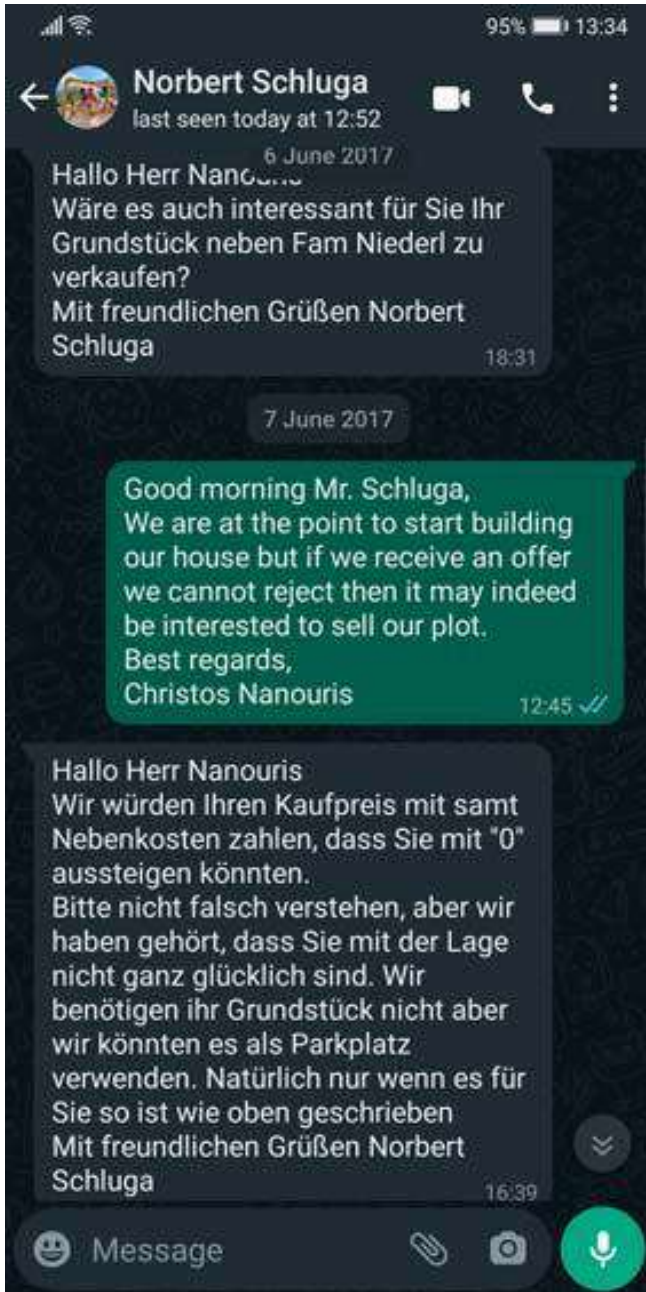 95% 13:34
Norbert Schluga
last seen today at 12:52
6 June 2017
Hallo Herr
Wäre es auch interessant für Sie Ihr
Grundstück neben Fam Niederl zu
verkaufen?
Mit freundlichen Grüßen Norbert
Schluga
18:31
7 June 2017
Good morning Mr. Schluga,
We are at the point to start building
our house but if we receive an offer
we cannot reject then it may indeed
be interested to sell our plot.
Best regards,
Christos Nanouris
12:45
Hallo Herr Nanouris
Wir würden Ihren Kaufpreis mit samt
Nebenkosten zahlen, dass Sie mit "0"
aussteigen könnten.
Bitte nicht falsch verstehen, aber wir
haben gehört, dass Sie mit der Lage
nicht ganz glücklich sind. Wir
benötigen ihr Grundstück nicht aber
wir könnten es als Parkplatz
verwenden. Natürlich nur wenn es für
Sie so ist wie oben geschrieben
Mit freundlichen Grüßen Norbert
Schluga
16:39
Message